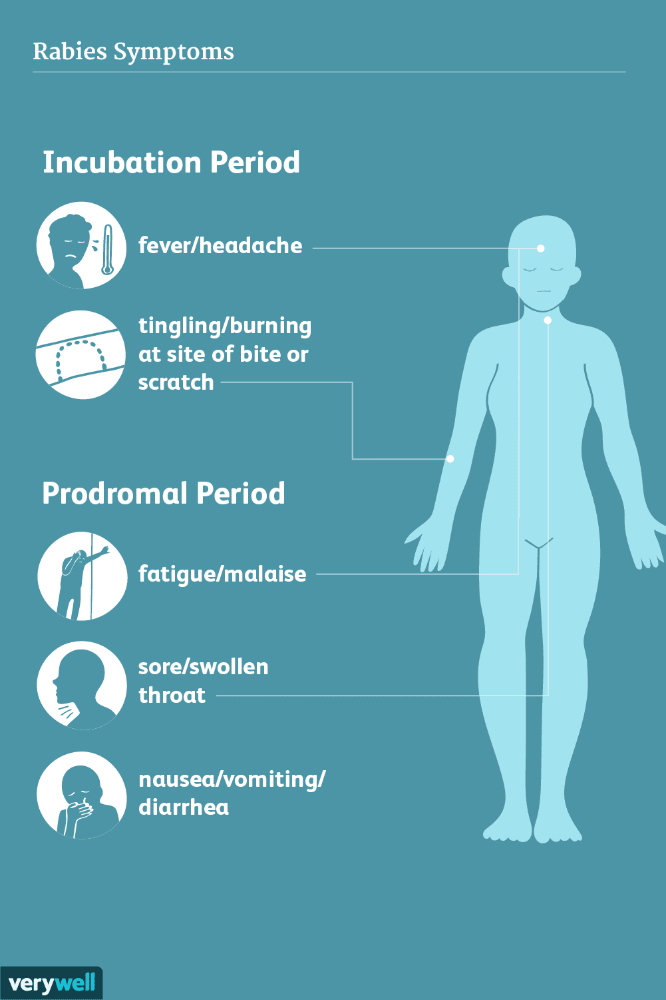 Rabies Symptoms
Incubation Period
fever/headache
tingling/burning
at site of bite or
scratch
Prodromal Period
fatigue/malaise
sore/swollen
throat
nausea/vomiting/
diarrhea
verywell